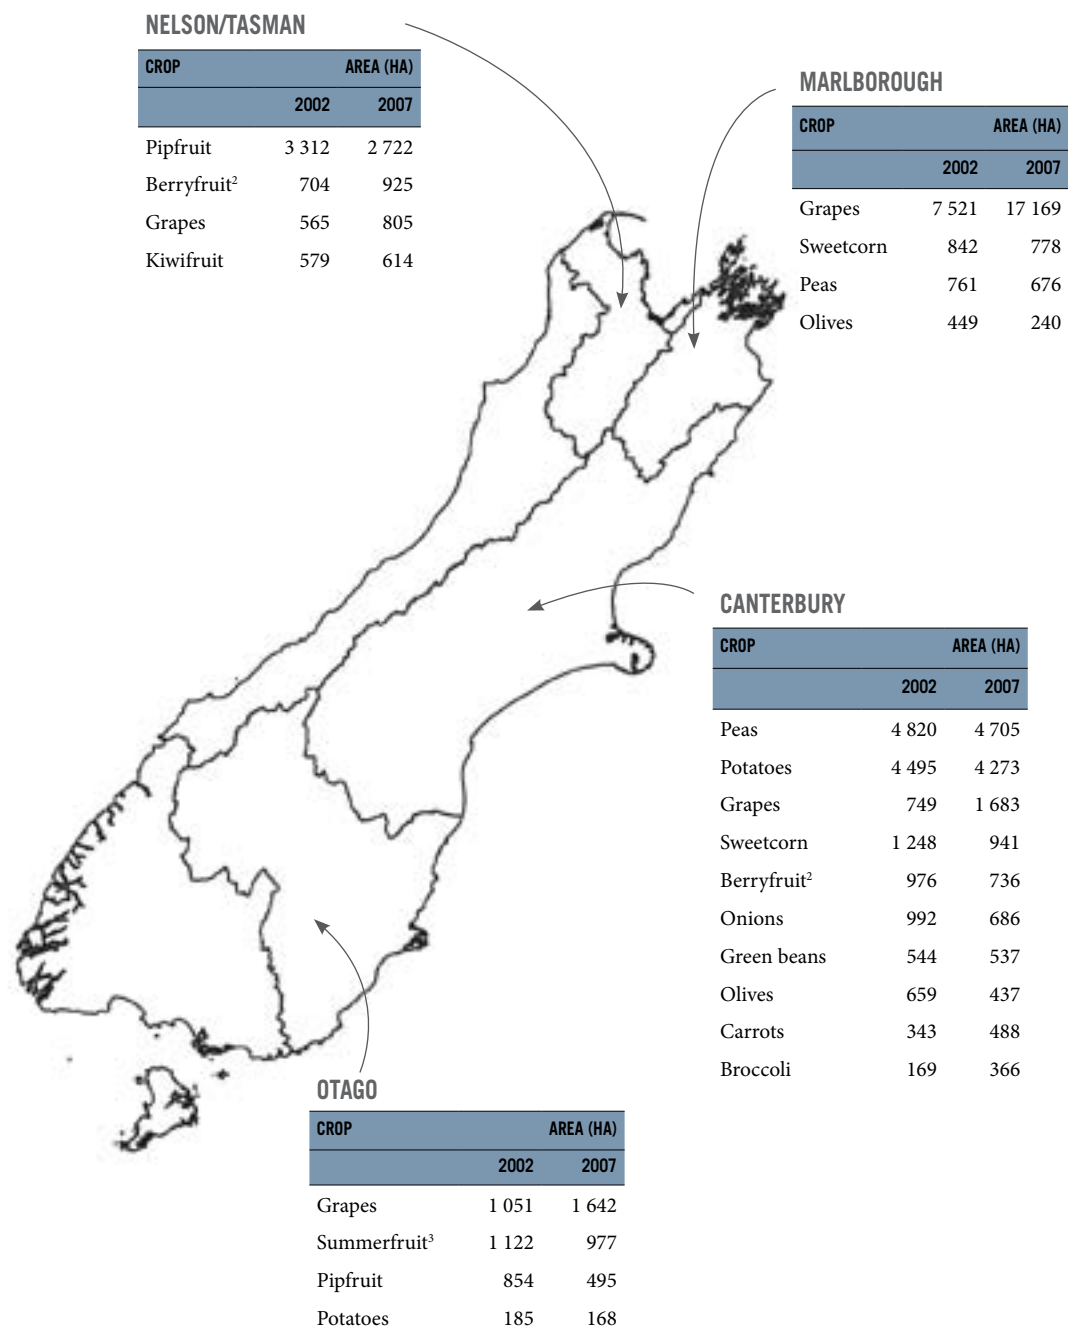 NELSON/TASMAN
CROP AREA (HA)
2002 2007
Pipfruit 3 312 2 722
Berryfruit² 704 925
Grapes 565 805
Kiwifruit 579 614
MARLBOROUGH
CROP AREA (HA)
2002 2007
Grapes 7 521 17 169
Sweetcorn 842 778
Peas 761 676
Olives 449 240
CANTERBURY
CROP AREA (HA)
2002 2007
Peas 4 820 4 705
Potatoes 4 495 4 273
Grapes 749 1 683
Sweetcorn 1 248 941
Berryfruit² 976 736
Onions 992 686
Green beans 544 537
Olives 659 437
Carrots 343 488
Broccoli 169 366
OTAGO
CROP AREA (HA)
2002 2007
Grapes 1 051 1 642
Summerfruit³ 1 122 977
Pipfruit 854 495
Potatoes 185 168